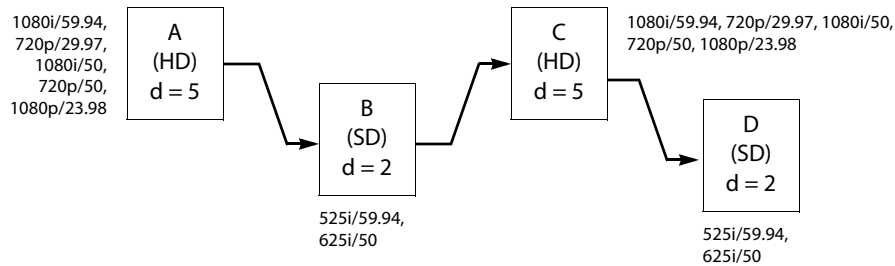 1080i/59.94,
720p/29.97,
1080i/50,
720p/50,
1080p/23.98
A
(HD)
d = 5
B
(SD)
d = 2
525i/59.94,
625i/50
C
(HD)
d = 5
1080i/59.94, 720p/29.97, 1080i/50,
720p/50, 1080p/23.98
D
(SD)
d = 2
525i/59.94,
625i/50